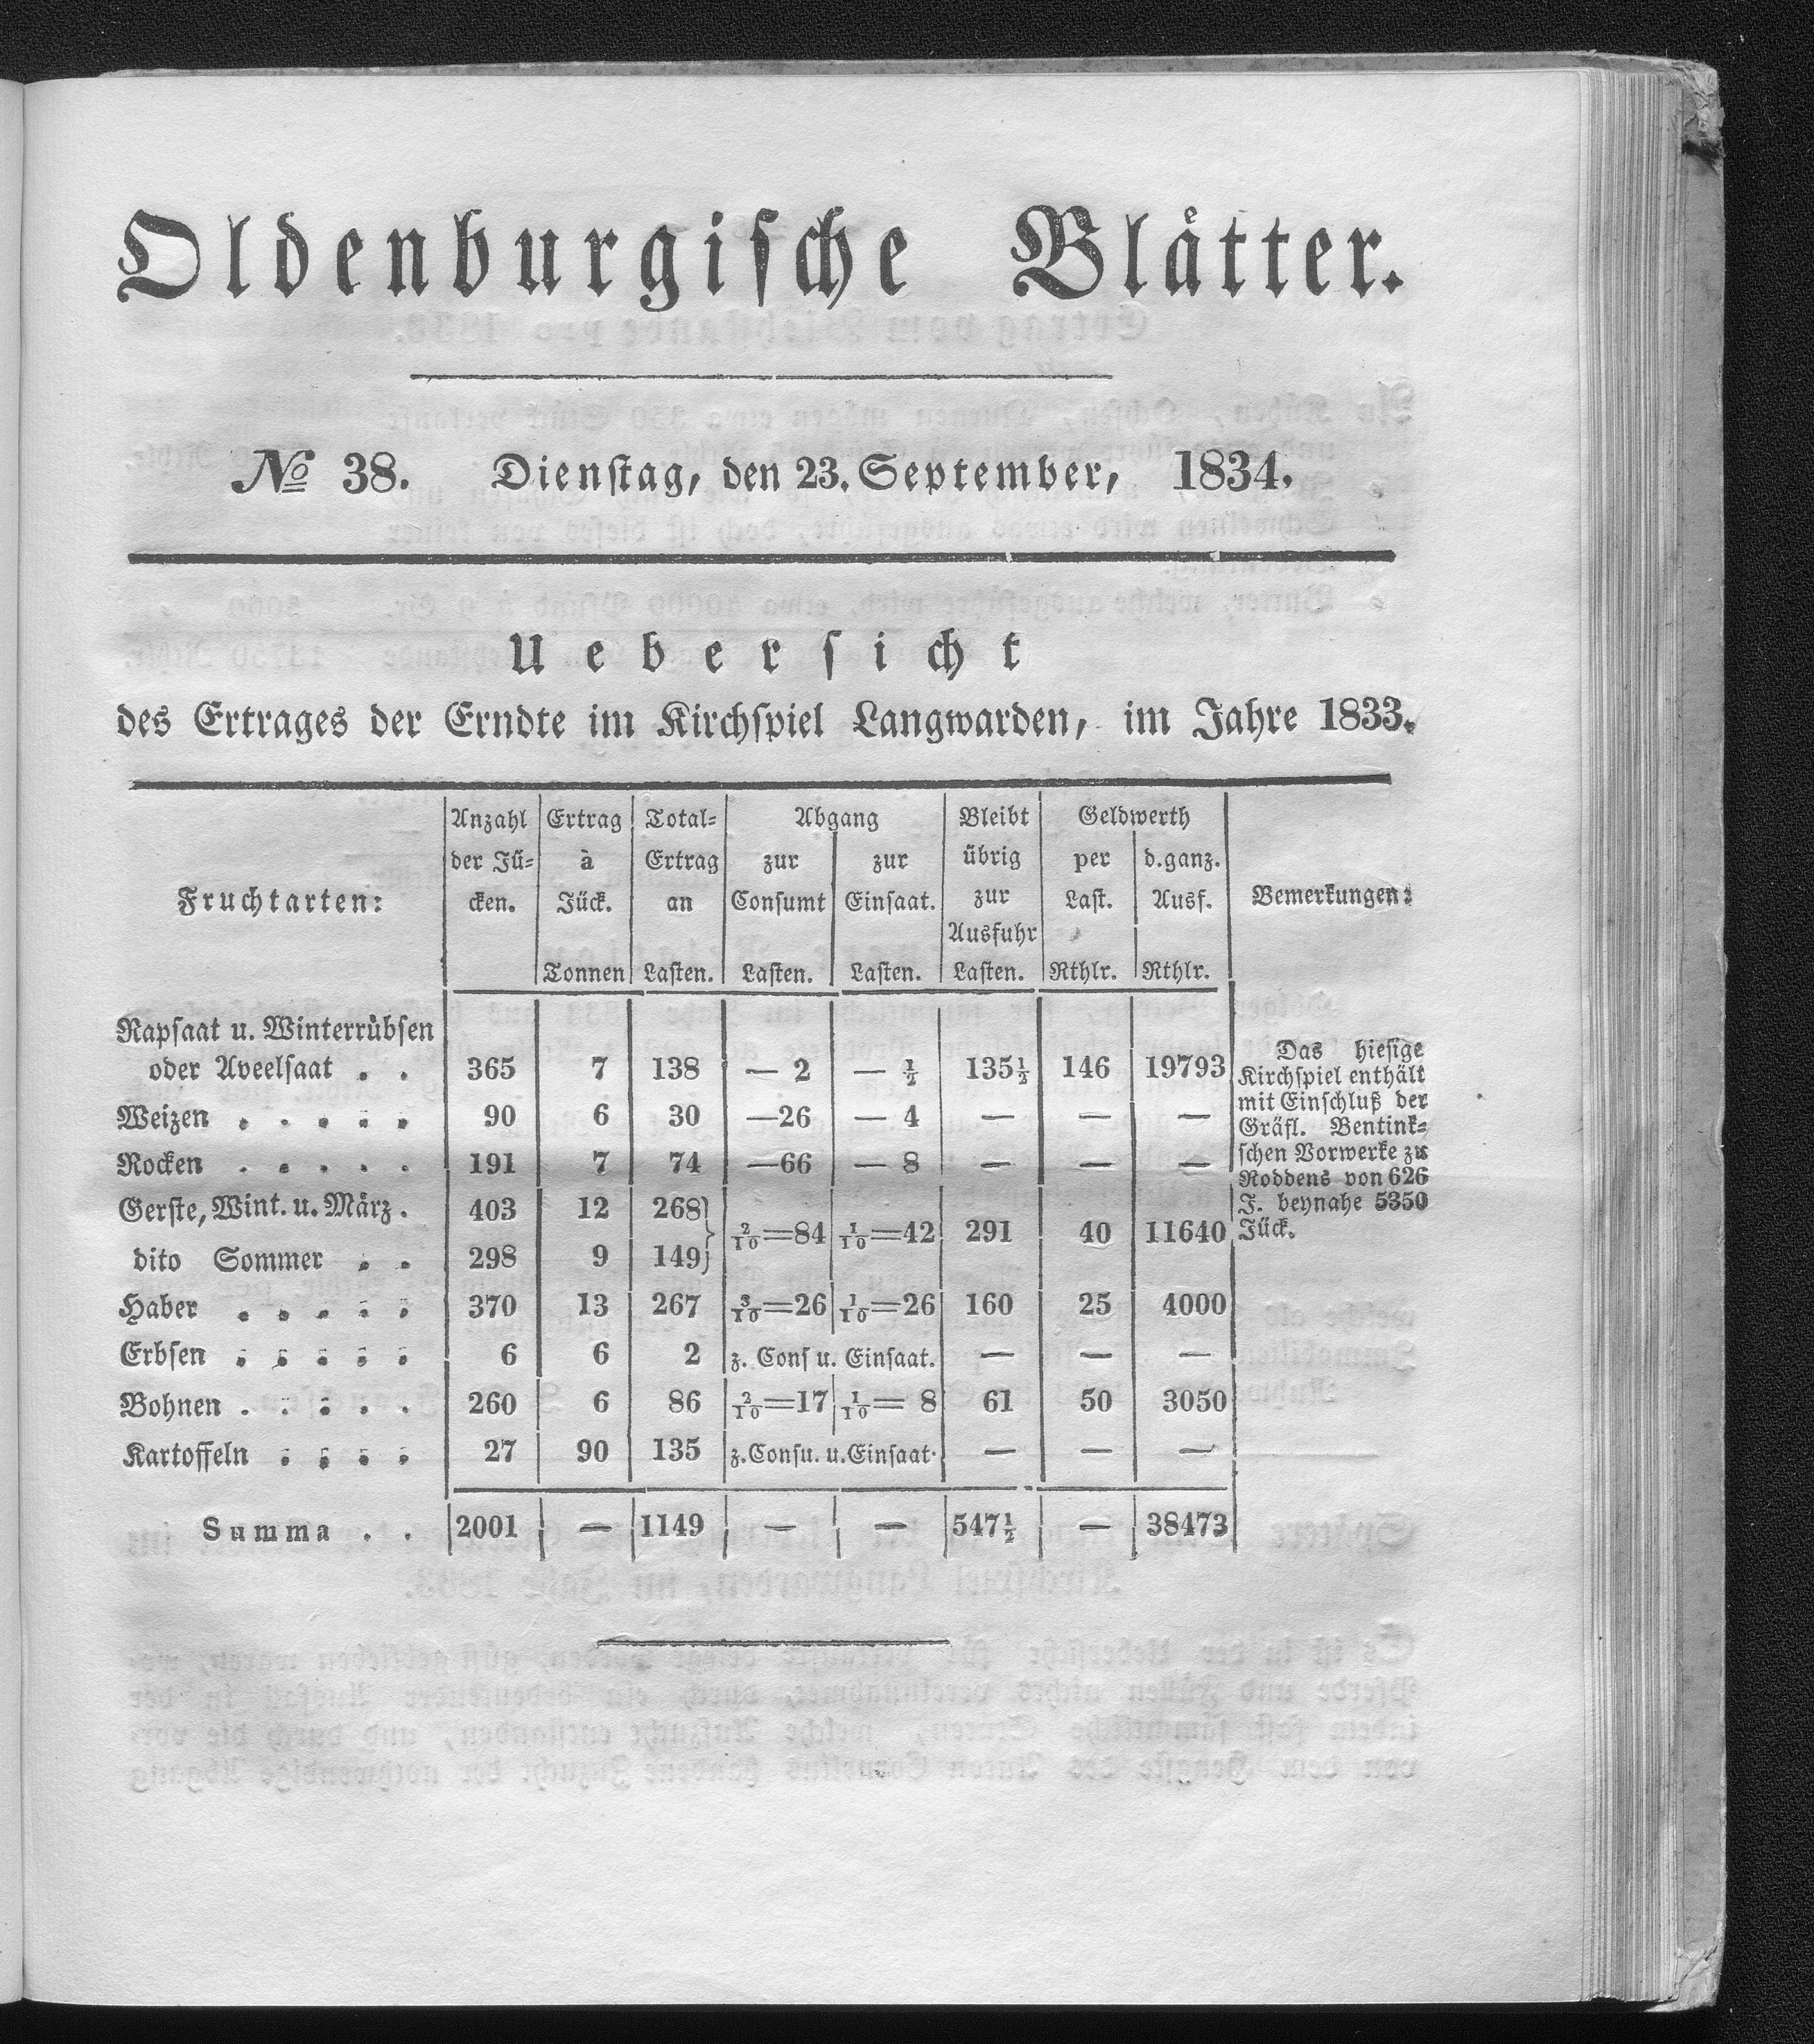 Oldenburgische Blätter.
№ 38. Dienstag, den 23. September, 1834.
Uebersicht
des Ertrages der Erndte im Kirchspiel Langwarden, im Jahre 1833.
Fruchtarten: | Anzahl der Jü-cken. | Ertrag à Jück. Tonnen | Total-Ertrag an Lasten. | Abgang zur Consumt Lasten. | Abgang zur Einsaat. Lasten. | Bleibt übrig zur Ausfuhr Lasten. | Geldwerth per Last. Rthlr. | d.ganz. Ausf. Rthlr. | Bemerkungen:
Rapsaat u. Winterrübsen
oder Aveelsaat . . 365 7 138 — 2 — ½ 135½ 146 19793
Weizen . . . . . 90 6 30 —26 — 4 — — —
Rocken . . . . . 191 7 74 —66 — 8 — — —
Gerste, Wint. u. März. 403 12 268} 2/10=84 1/10=42 291 40 11640
dito Sommer . . 298 9 149}
Haber . . . . . 370 13 267 3/10=26 1/10=26 160 25 4000
Erbsen . . . . . 6 6 2 z. Cons u. Einsaat. — — —
Bohnen . . . . . 260 6 86 2/10=17 1/10= 8 61 50 3050
Kartoffeln . . . . 27 90 135 z. Consu. u. Einsaat. — — —
Summa . . 2001 — 1149 — — 547½ — 38473
Das hiesige
Kirchspiel enthält
mit Einschluß der
Gräfl. Bentink-
schen Vorwerke zu
Roddens von 626
J. beynahe 5350
Jück.